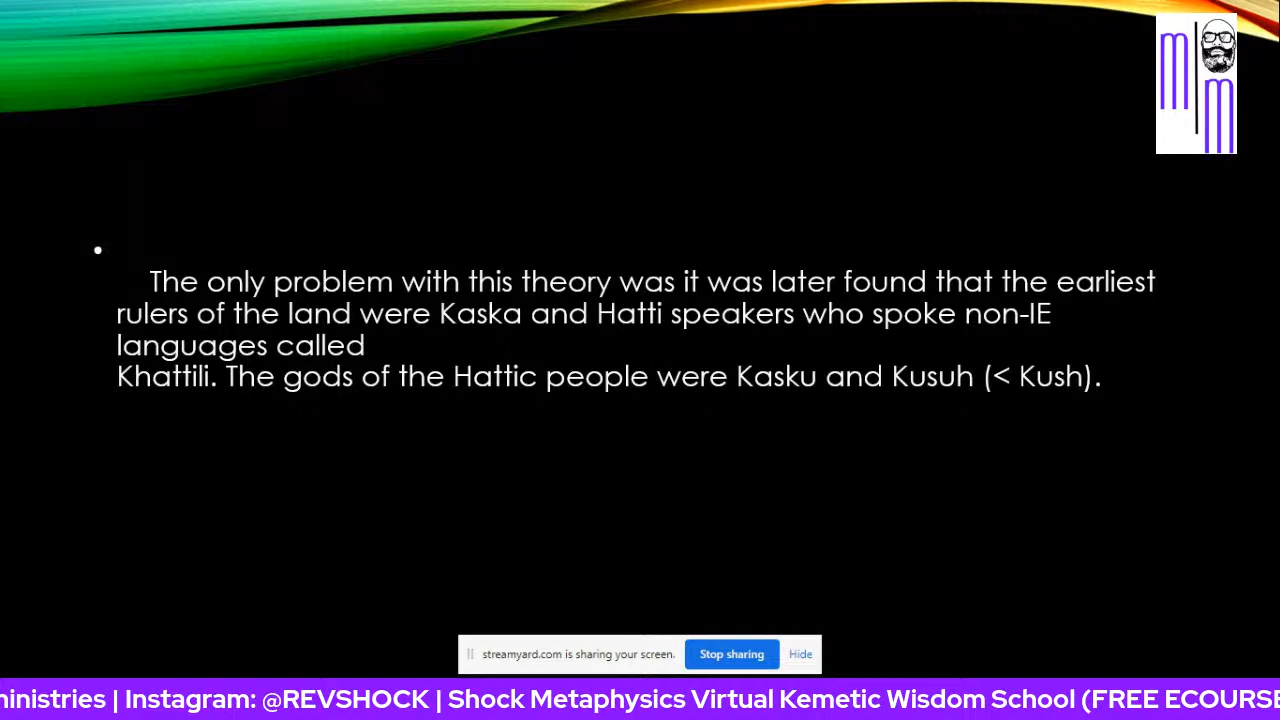 m
m
•
The only problem with this theory was it was later found that the earliest
rulers of the land were Kaska and Hatti speakers who spoke non-IE
languages called
Khattili. The gods of the Hattic people were Kasku and Kusuh (< Kush).
streamyard.com is sharing your screen. Stop sharing Hide
ministries | Instagram: @REVSHOCK | Shock Metaphysics Virtual Kemetic Wisdom School (FREE ECOURSE